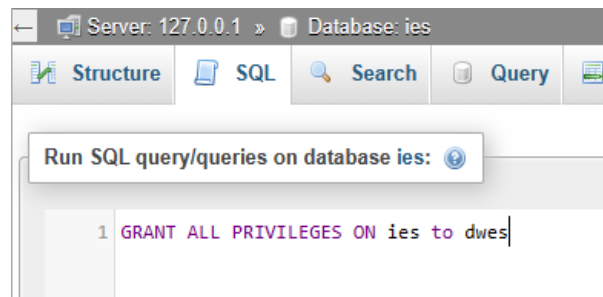 ← Server: 127.0.0.1 » Database: ies
Structure SQL Search Query
Run SQL query/queries on database ies:
1 GRANT ALL PRIVILEGES ON ies to dwes